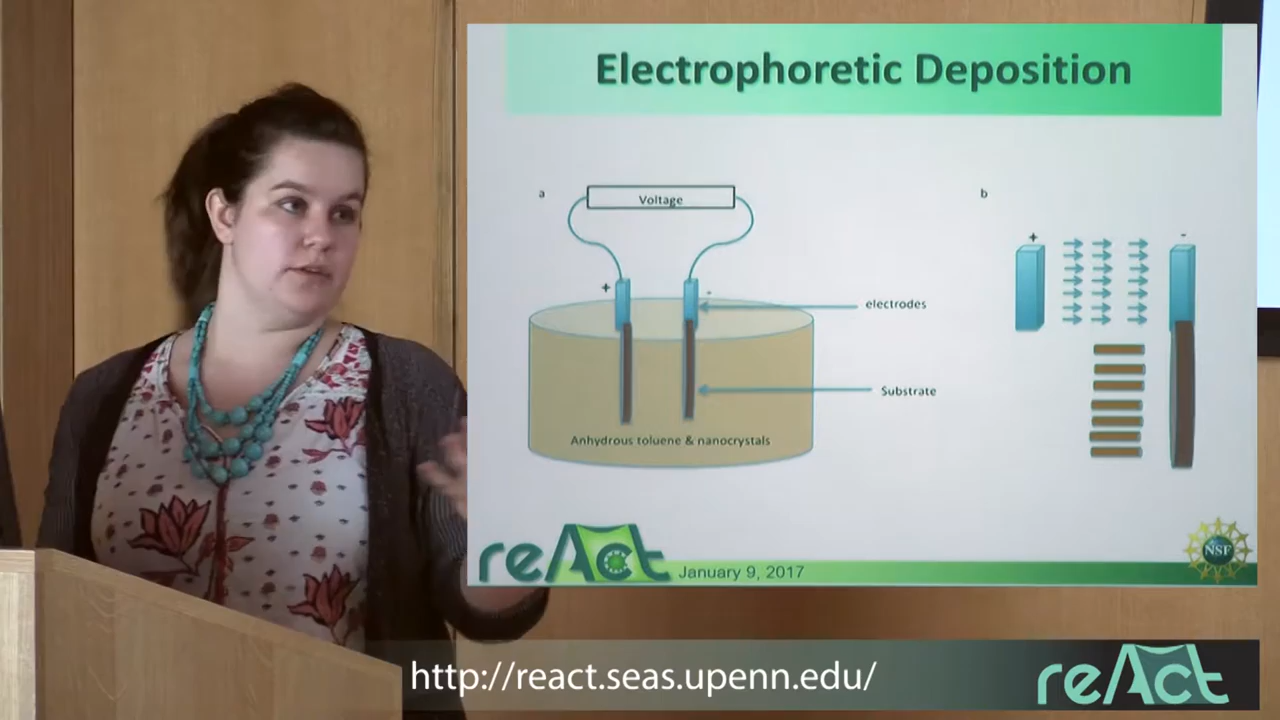 Electrophoretic Deposition
a
Voltage
b
+
-
+
-
electrodes
Substrate
Anhydrous toluene & nanocrystals
reAct
January 9, 2017
NSF
http://react.seas.upenn.edu/
reAct